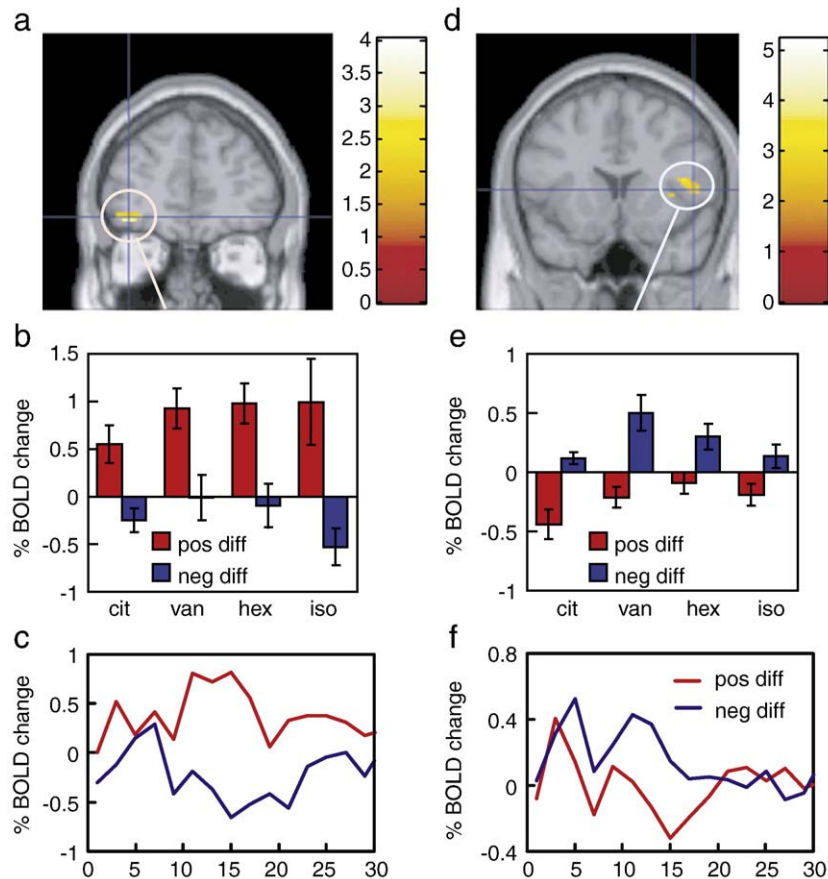 a
4
3.5
3
2.5
2
1.5
1
0.5
0
d
5
4
3
2
1
0
b
% BOLD change
1.5
1
0.5
0
-0.5
-1
pos diff
neg diff
cit van hex iso
e
% BOLD change
1
0.5
0
-0.5
-1
pos diff
neg diff
cit van hex iso
c
% BOLD change
1
0.5
0
-0.5
-1
0 5 10 15 20 25 30
f
% BOLD change
0.8
0.4
0
-0.4
pos diff
neg diff
0 5 10 15 20 25 30